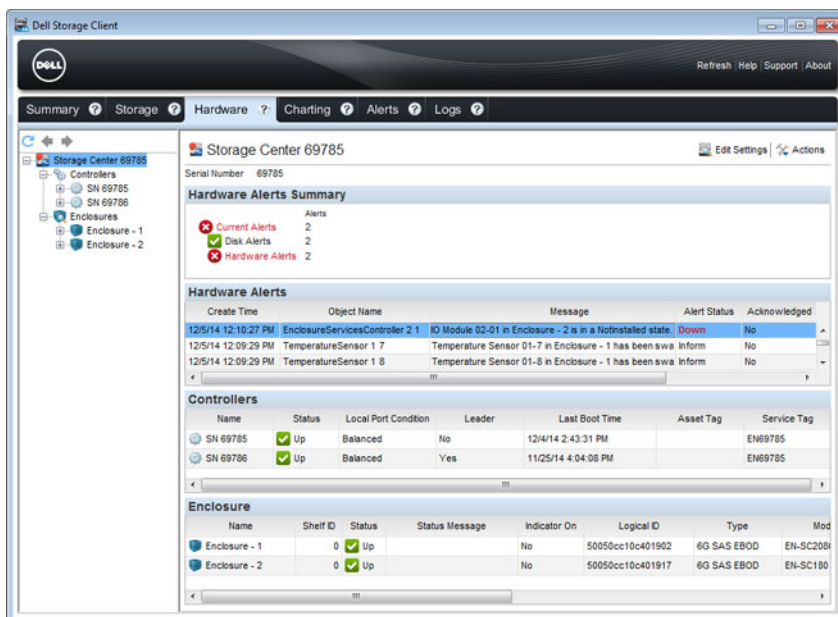 Dell Storage Client
DELL
Refresh | Help | Support | About
Summary ? Storage ? Hardware ? Charting ? Alerts ? Logs ?
Storage Center 69785
Controllers
SN 69785
SN 69786
Enclosures
Enclosure - 1
Enclosure - 2
Storage Center 69785
Edit Settings | Actions
Serial Number 69785
Hardware Alerts Summary
Alerts
Current Alerts 2
Disk Alerts 2
Hardware Alerts 2
Hardware Alerts
Create Time Object Name Message Alert Status Acknowledged
12/5/14 12:10:27 PM EnclosureServicesController 2 1 IO Module 02-01 in Enclosure - 2 is in a NotInstalled state. Down No
12/5/14 12:09:29 PM TemperatureSensor 1 7 Temperature Sensor 01-7 in Enclosure - 1 has been swa Inform No
12/5/14 12:09:29 PM TemperatureSensor 1 8 Temperature Sensor 01-8 in Enclosure - 1 has been swa Inform No
Controllers
Name Status Local Port Condition Leader Last Boot Time Asset Tag Service Tag
SN 69785 Up Balanced No 12/4/14 2:43:31 PM EN69785
SN 69786 Up Balanced Yes 11/25/14 4:04:08 PM EN69785
Enclosure
Name Shelf ID Status Status Message Indicator On Logical ID Type Mod
Enclosure - 1 0 Up No 50050cc10c401902 6G SAS EBOD EN-SC208
Enclosure - 2 0 Up No 50050cc10c401917 6G SAS EBOD EN-SC180